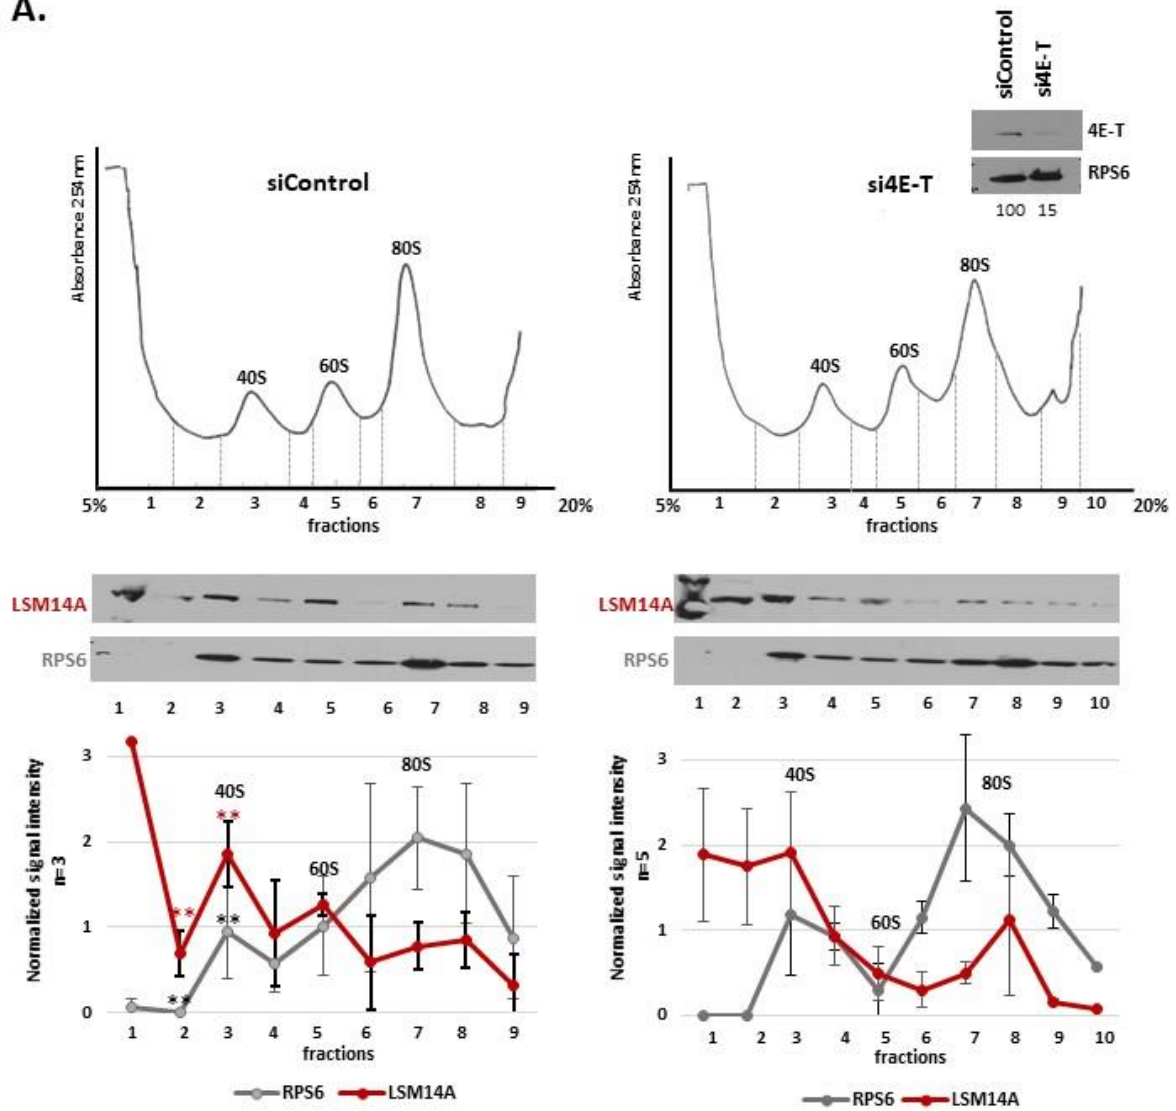 A.
siControl
si4E-T
4E-T
RPS6
100 15
Absorbance 254nm
siControl
40S
60S
80S
5% 1 2 3 4 5 6 7 8 9 20%
fractions
Absorbance 254nm
si4E-T
40S
60S
80S
5% 1 2 3 4 5 6 7 8 9 10 20%
fractions
LSM14A
RPS6
1 2 3 4 5 6 7 8 9
LSM14A
RPS6
1 2 3 4 5 6 7 8 9 10
Normalized signal intensity
n=3
3
2
1
0
40S
**
**
**
**
60S
80S
1 2 3 4 5 6 7 8 9
fractions
RPS6 LSM14A
Normalized signal intensity
n=5
3
2
1
0
40S
60S
80S
1 2 3 4 5 6 7 8 9 10
fractions
RPS6 LSM14A